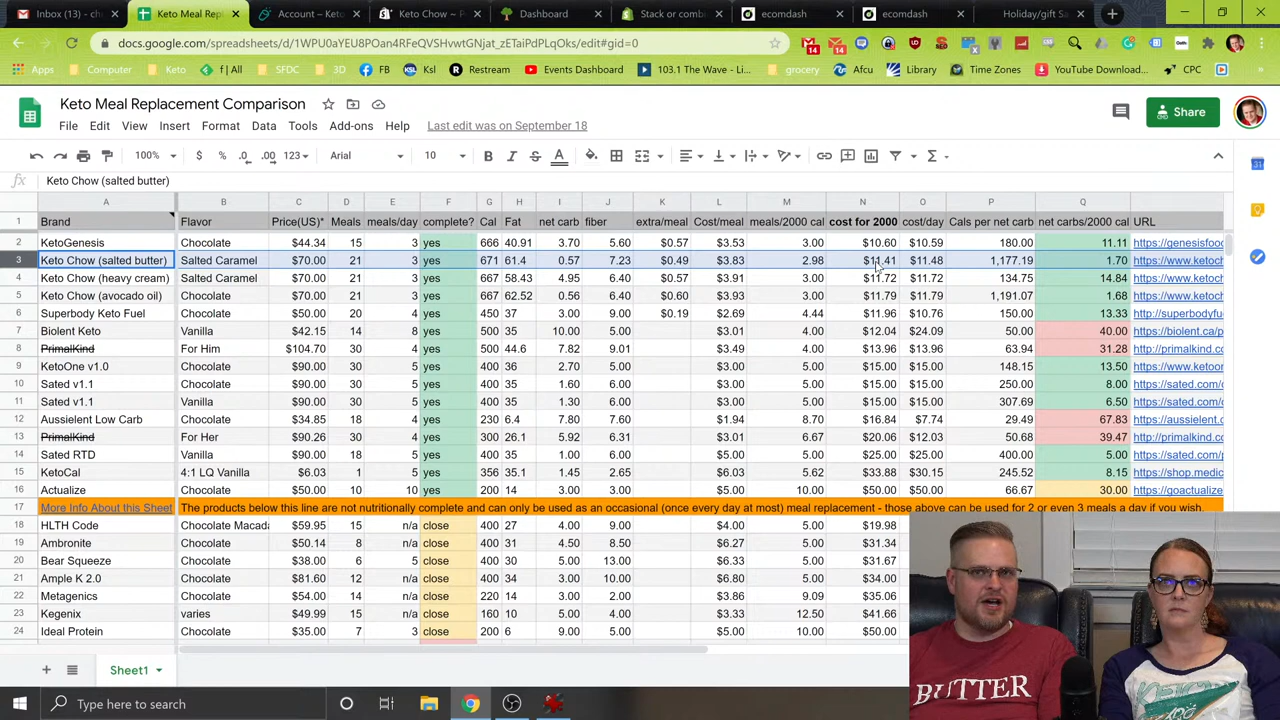 Inbox (13) - ch
Keto Meal Repl
Account – Keto
Keto Chow ~ P
Dashboard
Stack or comb
ecomdash
ecomdash
Holiday/gift Sa
docs.google.com/spreadsheets/d/1WPU0aYEU8POan4RFeQVSHvwtGNjat_zETaiPdPLqOks/edit#gid=0
Apps Computer Keto f | All SFDC 3D FB Ksl Restream Events Dashboard 103.1 The Wave - Li... grocery Afcu Library Time Zones YouTube Download... CPC
Keto Meal Replacement Comparison
Share
File Edit View Insert Format Data Tools Add-ons Help Last edit was on September 18
100% $ % .0 .00 123 Arial 10 B I S A
Keto Chow (salted butter)
A B C D E F G H I J K L M N O P Q
1 Brand Flavor Price(US)* Meals meals/day complete? Cal Fat net carb fiber extra/meal Cost/meal meals/2000 cal cost for 2000 cost/day Cals per net carb net carbs/2000 cal URL
2 KetoGenesis Chocolate $44.34 15 3 yes 666 40.91 3.70 5.60 $0.57 $3.53 3.00 $10.60 $10.59 180.00 11.11 https://genesisfood
3 Keto Chow (salted butter) Salted Caramel $70.00 21 3 yes 671 61.4 0.57 7.23 $0.49 $3.83 2.98 $11.41 $11.48 1,177.19 1.70 https://www.ketoch
4 Keto Chow (heavy cream) Salted Caramel $70.00 21 3 yes 667 58.43 4.95 6.40 $0.57 $3.91 3.00 $11.72 $11.72 134.75 14.84 https://www.ketoch
5 Keto Chow (avocado oil) Chocolate $70.00 21 3 yes 667 62.52 0.56 6.40 $0.60 $3.93 3.00 $11.79 $11.79 1,191.07 1.68 https://www.ketoch
6 Superbody Keto Fuel Chocolate $50.00 20 4 yes 450 37 3.00 9.00 $0.19 $2.69 4.44 $11.96 $10.76 150.00 13.33 http://superbodyfu
7 Biolent Keto Vanilla $42.15 14 8 yes 500 35 10.00 0.00 $3.01 4.00 $12.04 $24.09 50.00 40.00 https://biolent.ca/p
8 PrimalKind For Him $104.70 30 4 yes 500 44.6 7.82 9.01 $3.49 4.00 $13.96 $13.96 63.94 31.28 http://primalkind.c
9 KetoOne v1.0 Chocolate $90.00 30 5 yes 400 36 2.70 5.00 $3.00 5.00 $15.00 $15.00 148.15 13.50 https://www.ketoon
10 Sated v1.1 Chocolate $90.00 30 5 yes 400 35 1.60 6.00 $3.00 5.00 $15.00 $15.00 250.00 8.00 https://sated.com/c
11 Sated v1.1 Vanilla $90.00 30 5 yes 400 35 1.30 6.00 $3.00 5.00 $15.00 $15.00 307.69 6.50 https://sated.com/c
12 Aussielent Low Carb Chocolate $34.85 18 4 yes 230 6.4 7.80 7.60 $1.94 8.70 $16.84 $7.74 29.49 67.83 https://aussielent.c
13 PrimalKind For Her $90.26 30 4 yes 300 26.1 5.92 6.31 $3.01 6.67 $20.06 $12.03 50.68 39.47 http://primalkind.co
14 Sated RTD Chocolate $90.00 18 5 yes 400 35 1.00 6.00 $5.00 5.00 $25.00 $25.00 400.00 5.00 https://sated.com/p
15 KetoCal 4:1 LQ Vanilla $6.03 1 5 yes 356 35.1 1.45 2.65 $6.03 5.62 $33.88 $30.15 245.52 8.15 https://shop.medic
16 Actualize Chocolate $50.00 10 10 yes 200 14 3.00 3.00 $5.00 10.00 $50.00 $50.00 66.67 30.00 https://goactualize
17 More Info About this Sheet The products below this line are not nutritionally complete and can only be used as an occasional (once every day at most) meal replacement - those above can be used for 2 or even 3 meals a day if you wish.
18 HLTH Code Chocolate Macada $59.95 15 n/a close 400 27 4.00 9.00 $4.00 5.00 $19.98
19 Ambronite Chocolate $50.14 8 n/a close 400 31 4.50 8.50 $6.27 5.00 $31.34
20 Bear Squeeze Chocolate $38.00 6 5 close 400 30 5.00 13.00 $6.33 5.00 $31.67
21 Ample K 2.0 Chocolate $81.60 12 n/a close 400 34 3.00 10.00 $6.80 5.00 $34.00
22 Metagenics Chocolate $54.00 14 n/a close 220 14 3.00 2.00 $3.86 9.09 $35.06
23 Kegenix varies $49.99 15 n/a close 160 10 5.00 4.00 $3.33 12.50 $41.66
24 Ideal Protein Chocolate $35.00 7 3 close 200 6 9.00 5.00 $5.00 10.00 $50.00
Sheet1
BUTTER
Type here to search